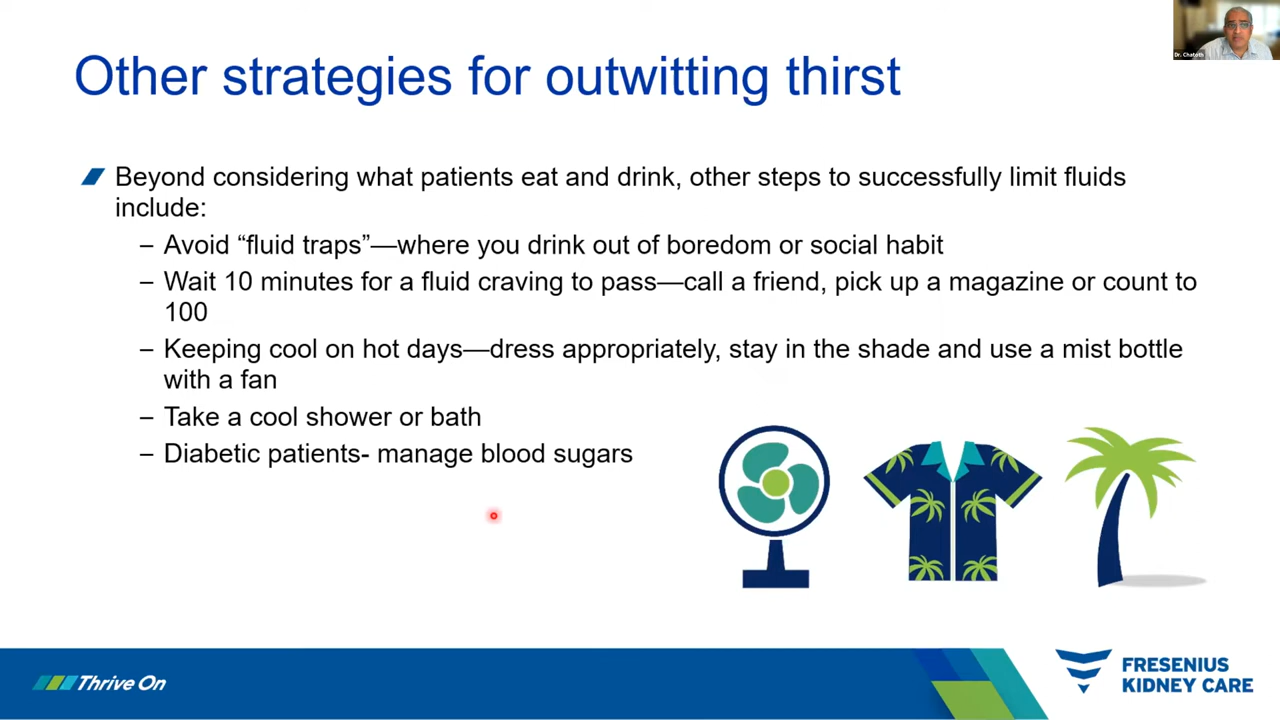 Other strategies for outwitting thirst
Dr. Chatoth
Beyond considering what patients eat and drink, other steps to successfully limit fluids
include:
– Avoid “fluid traps”—where you drink out of boredom or social habit
– Wait 10 minutes for a fluid craving to pass—call a friend, pick up a magazine or count to
100
– Keeping cool on hot days—dress appropriately, stay in the shade and use a mist bottle
with a fan
– Take a cool shower or bath
– Diabetic patients- manage blood sugars
Thrive On
FRESENIUS
KIDNEY CARE